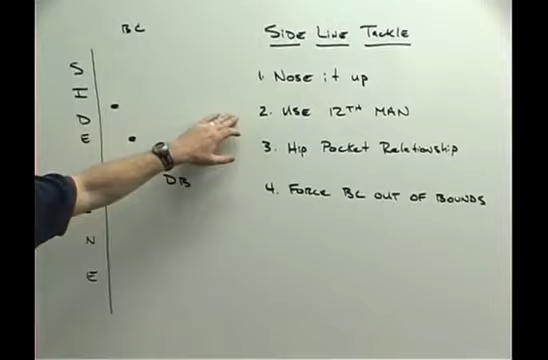 BC
Side Line Tackle
1. Nose it up
2. Use 12TH MAN
3. Hip Pocket Relationship
4. Force BC out of Bounds
S
I
D
E
DB
N
E